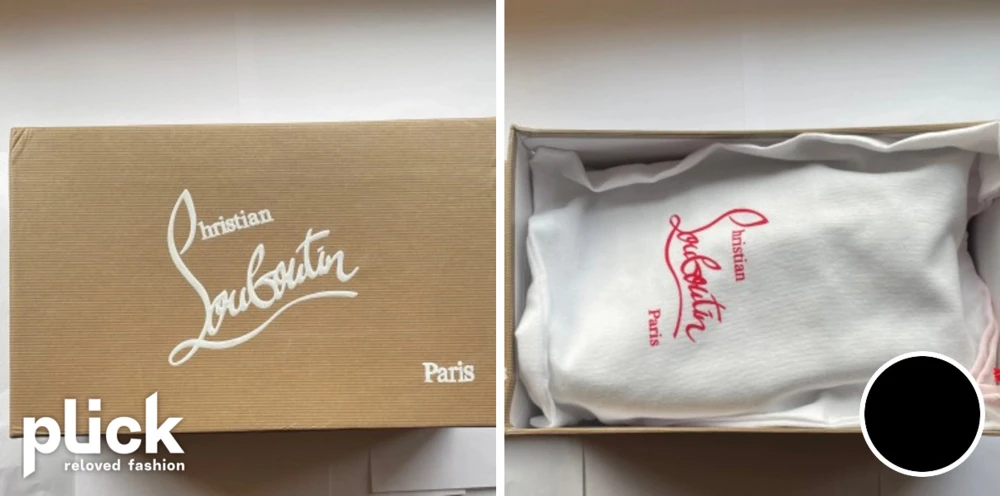 Christian
Louboutin
Paris
plick
reloved fashion
Christian
Louboutin
Paris